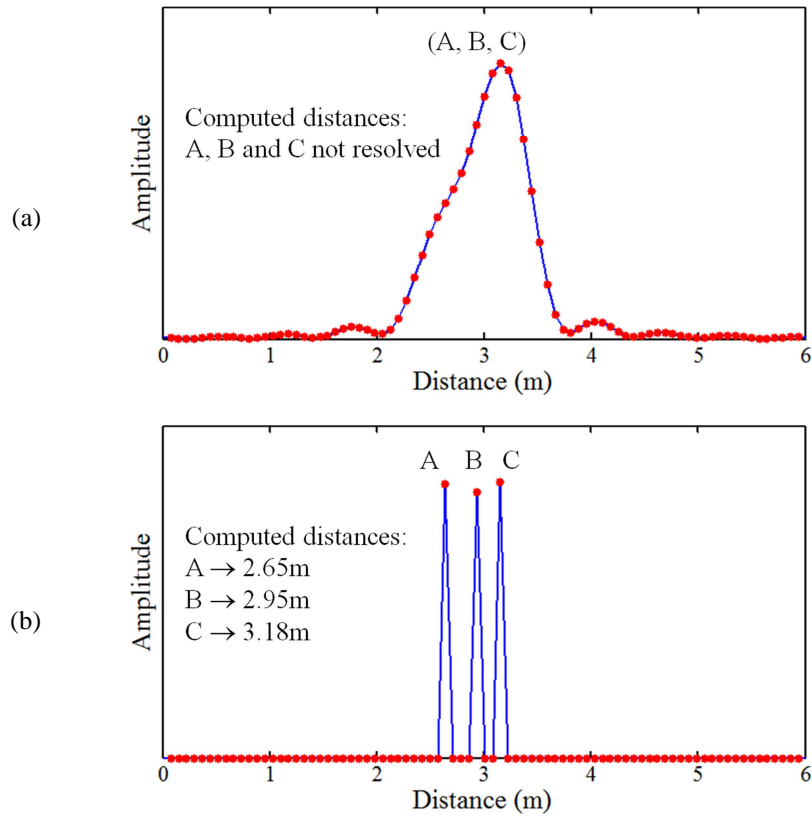 (a)
(A, B, C)
Computed distances:
A, B and C not resolved
Amplitude
0 1 2 3 4 5 6
Distance (m)
(b)
A B C
Computed distances:
A → 2.65m
B → 2.95m
C → 3.18m
Amplitude
0 1 2 3 4 5 6
Distance (m)